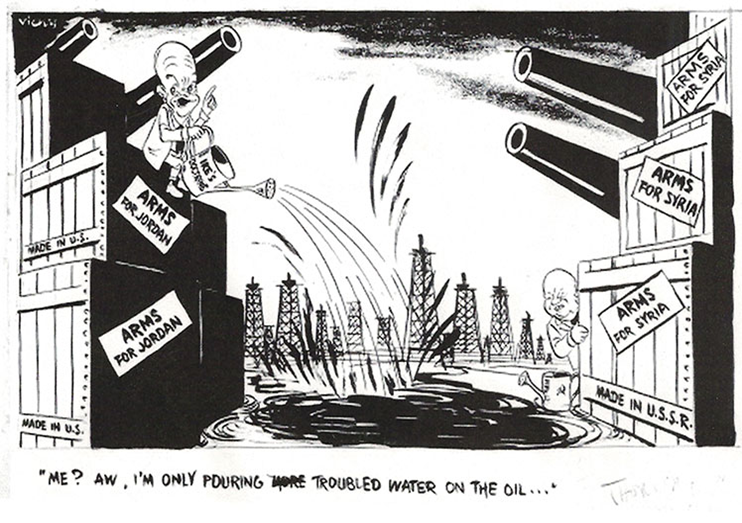 VICKY
ARMS
FOR SYRIA
IKE'S
DOCTRINE
ARMS
FOR SYRIA
ARMS
FOR JORDAN
MADE IN U.S.
ARMS
FOR SYRIA
ARMS
FOR JORDAN
MADE IN U.S.S.R.
MADE IN U.S.
"ME? AW, I'M ONLY POURING MORE TROUBLED WATER ON THE OIL..."